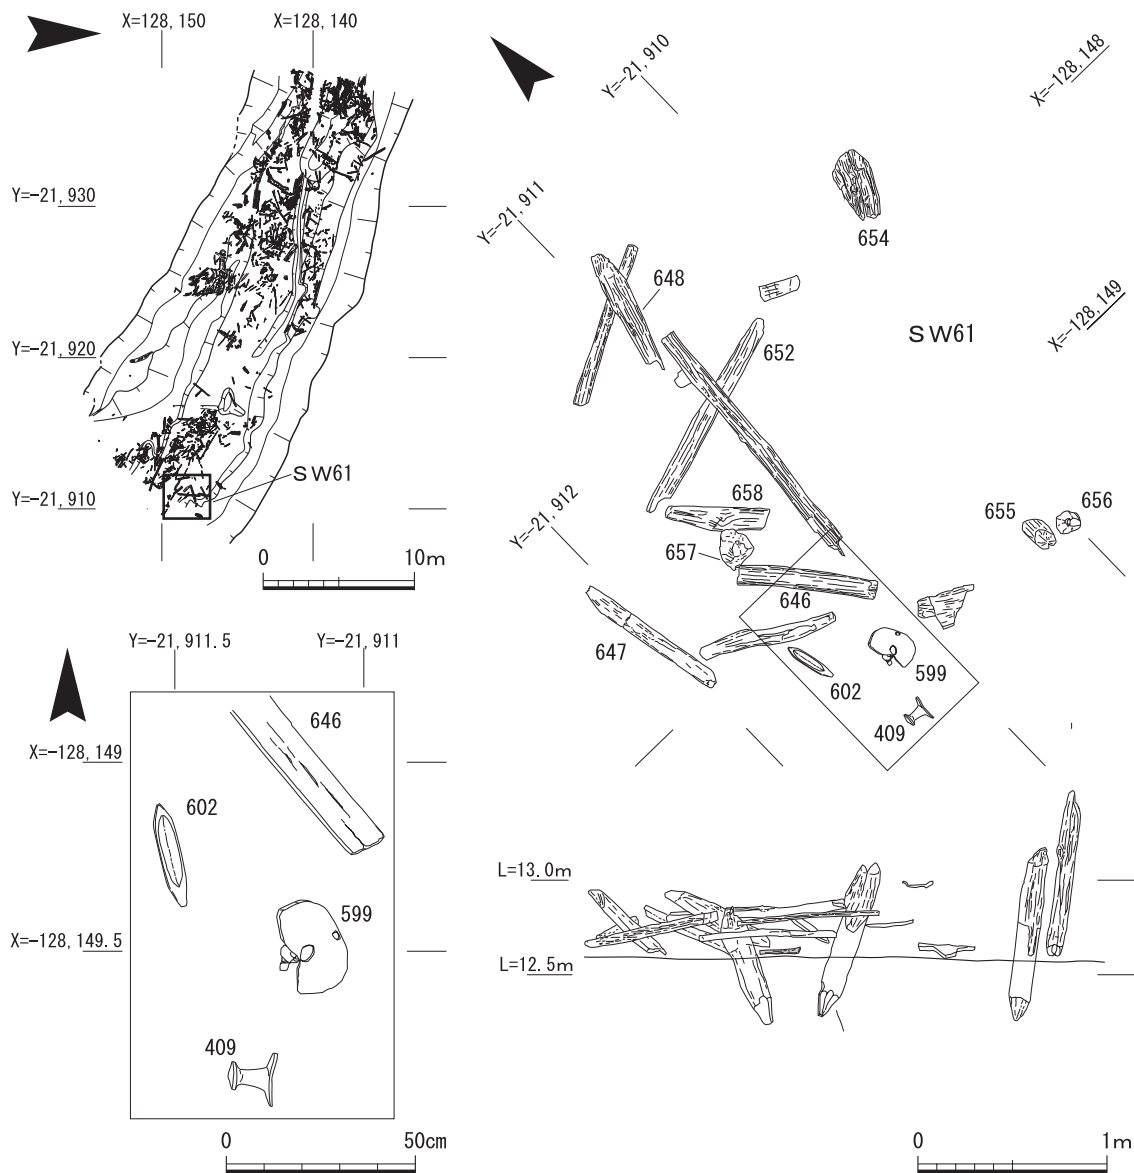 X=128,150
X=128,140
Y=-21,930
Y=-21,920
Y=-21,910
SW61
0 10m
Y=-21,910
X=-128,148
Y=-21,911
654
648
SW61
X=-128,149
652
Y=-21,912
658
655
656
657
646
647
602
599
409
Y=-21,911.5
Y=-21,911
X=-128,149
646
602
599
X=-128,149.5
409
0 50cm
L=13.0m
L=12.5m
0 1m